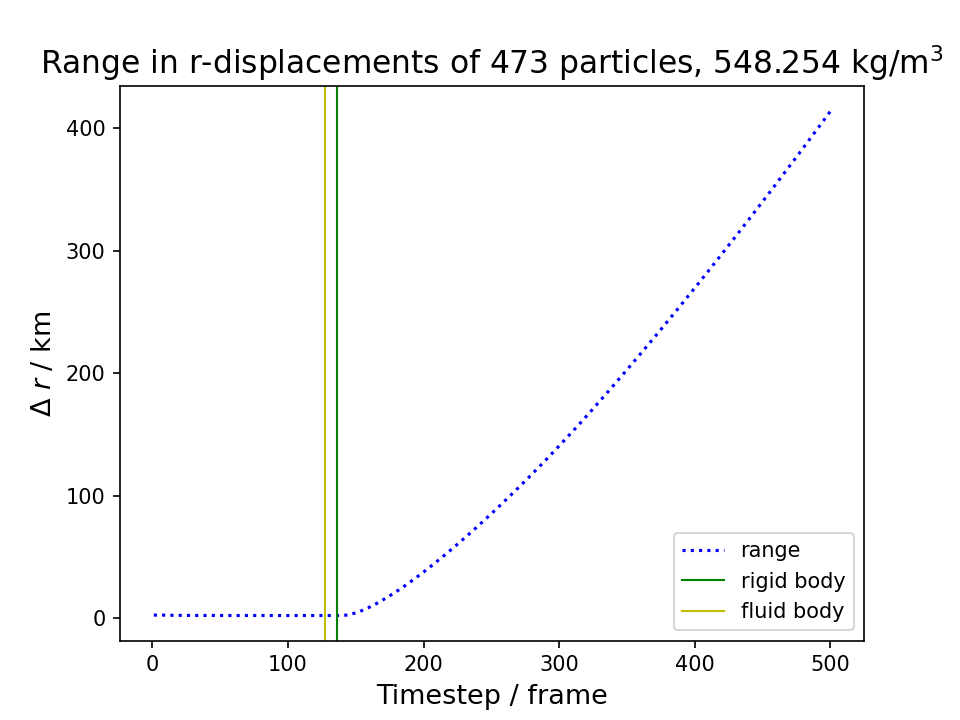 Range in r-displacements of 473 particles, 548.254 kg/m³
Δ r / km
400
300
200
100
0
0 100 200 300 400 500
Timestep / frame
range
rigid body
fluid body